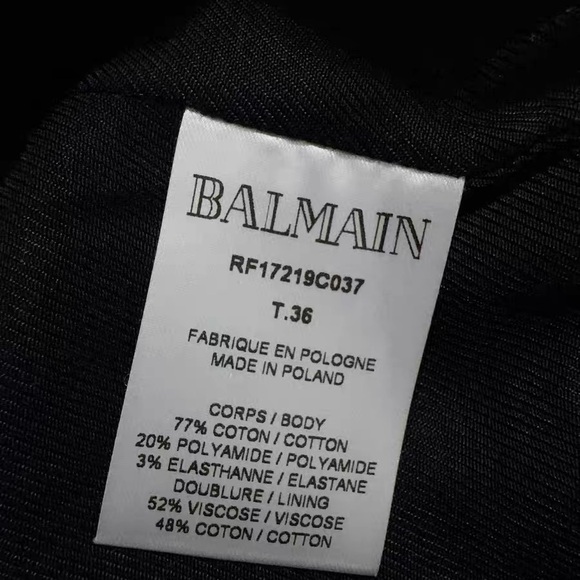 BALMAIN
RF17219C037
T.36
FABRIQUE EN POLOGNE
MADE IN POLAND
CORPS / BODY
77% COTON / COTTON
20% POLYAMIDE / POLYAMIDE
3% ELASTHANNE / ELASTANE
DOUBLURE / LINING
52% VISCOSE / VISCOSE
48% COTON / COTTON